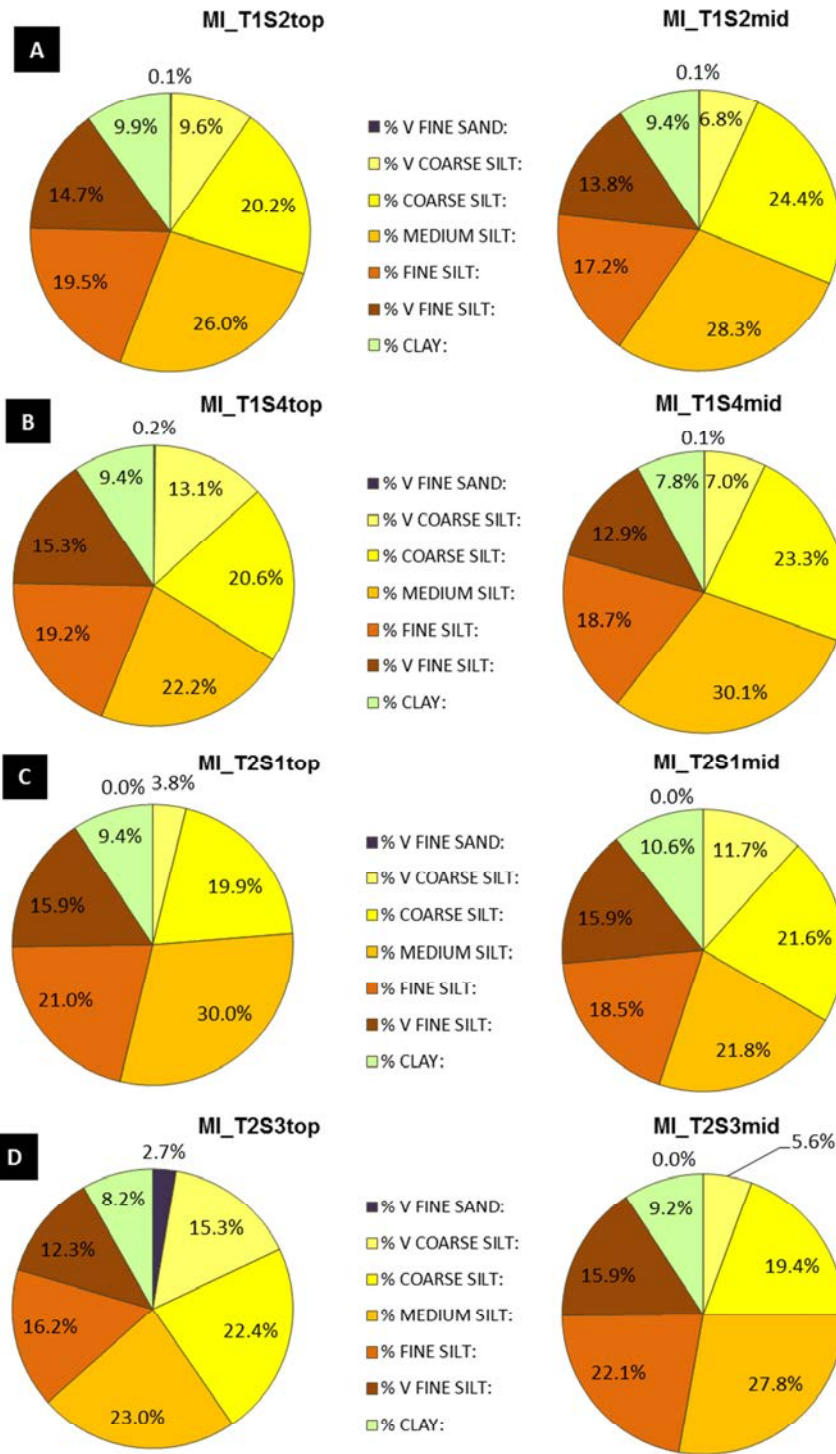 MI_T1S2top
MI_T1S2mid
A
0.1%
9.9%
9.6%
14.7%
20.2%
19.5%
26.0%
% V FINE SAND:
% V COARSE SILT:
% COARSE SILT:
% MEDIUM SILT:
% FINE SILT:
% V FINE SILT:
% CLAY:
0.1%
9.4%
6.8%
13.8%
24.4%
17.2%
28.3%
MI_T1S4top
MI_T1S4mid
B
0.2%
9.4%
13.1%
15.3%
20.6%
19.2%
22.2%
% V FINE SAND:
% V COARSE SILT:
% COARSE SILT:
% MEDIUM SILT:
% FINE SILT:
% V FINE SILT:
% CLAY:
0.1%
7.8%
7.0%
12.9%
23.3%
18.7%
30.1%
MI_T2S1top
MI_T2S1mid
C
0.0%
3.8%
9.4%
15.9%
19.9%
21.0%
30.0%
% V FINE SAND:
% V COARSE SILT:
% COARSE SILT:
% MEDIUM SILT:
% FINE SILT:
% V FINE SILT:
% CLAY:
0.0%
10.6%
11.7%
15.9%
21.6%
18.5%
21.8%
MI_T2S3top
MI_T2S3mid
D
2.7%
8.2%
15.3%
12.3%
22.4%
16.2%
23.0%
% V FINE SAND:
% V COARSE SILT:
% COARSE SILT:
% MEDIUM SILT:
% FINE SILT:
% V FINE SILT:
% CLAY:
0.0%
5.6%
9.2%
15.9%
19.4%
22.1%
27.8%